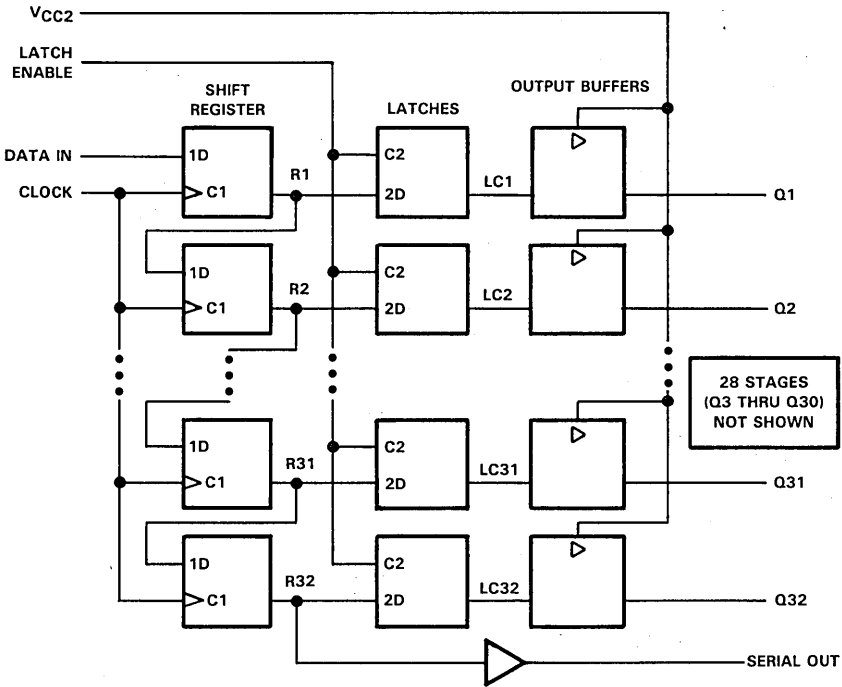 VCC2
LATCH
ENABLE
SHIFT
REGISTER
LATCHES
OUTPUT BUFFERS
DATA IN
CLOCK
1D
C1
R1
C2
2D
LC1
Q1
1D
C1
R2
C2
2D
LC2
Q2
28 STAGES
(Q3 THRU Q30)
NOT SHOWN
1D
C1
R31
C2
2D
LC31
Q31
1D
C1
R32
C2
2D
LC32
Q32
SERIAL OUT